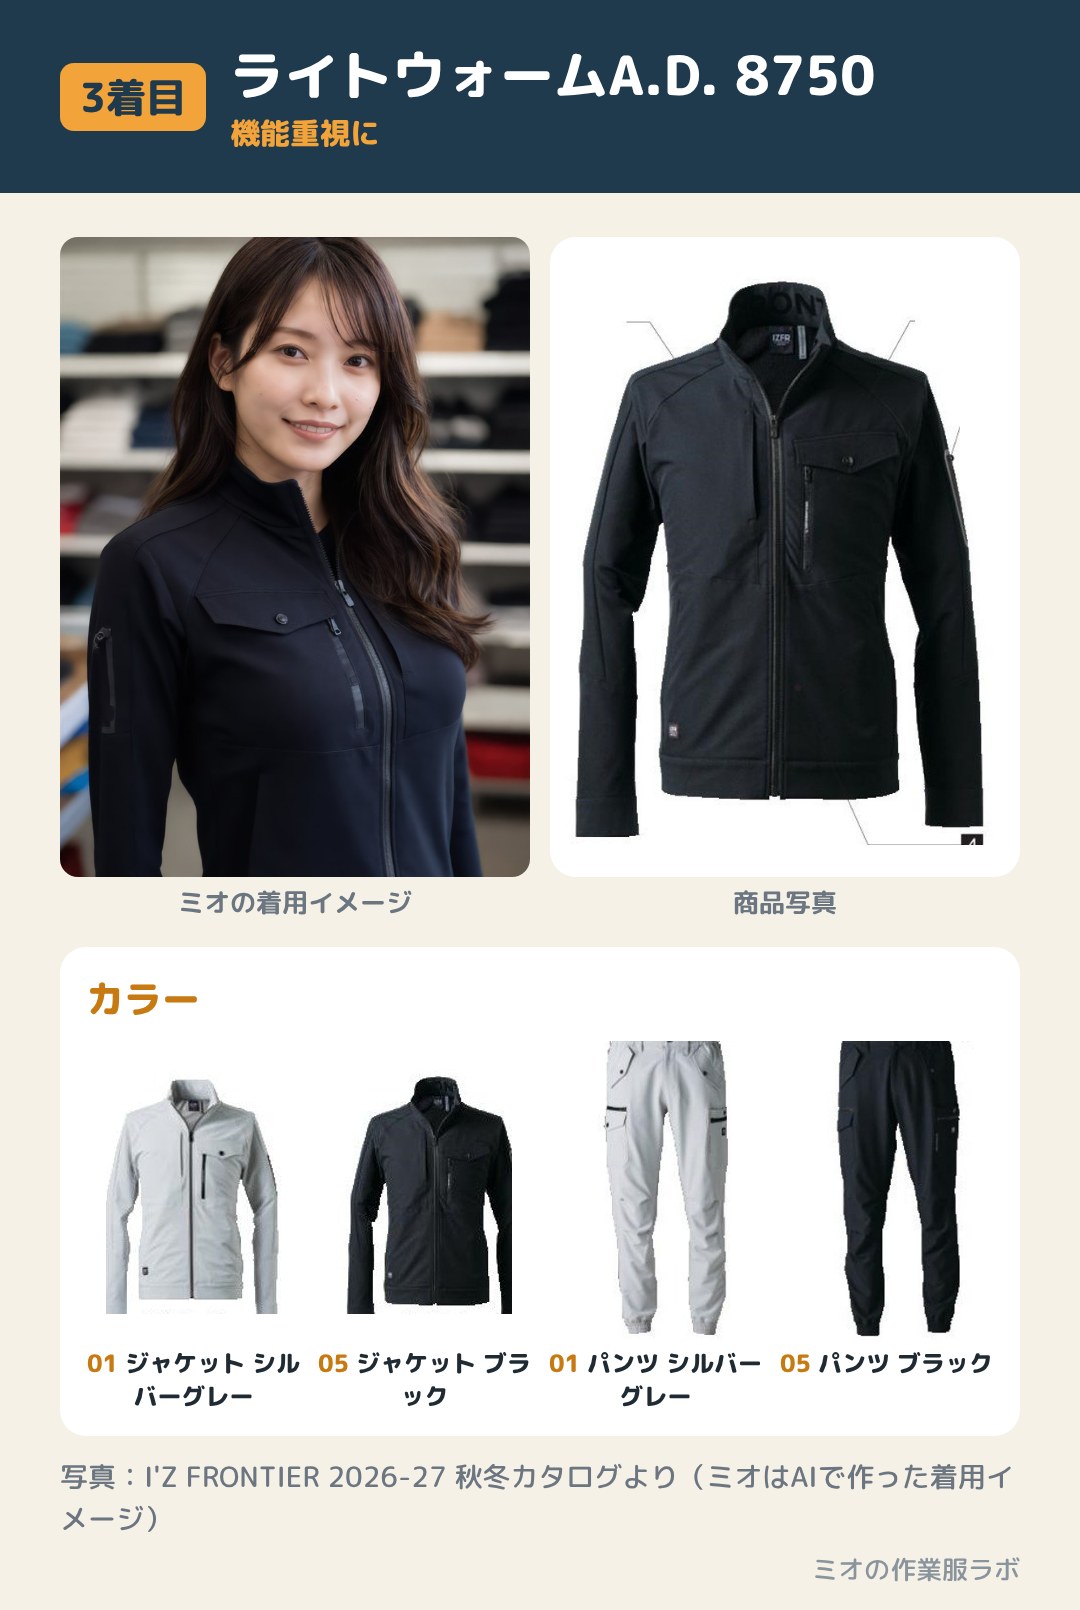 3着目
ライトウォームA.D. 8750
機能重視に
IZFR
ミオの着用イメージ
商品写真
カラー
01 ジャケット シル
バーグレー
05 ジャケット ブラ
ック
01 パンツ シルバー
グレー
05 パンツ ブラック
写真：I'Z FRONTIER 2026-27 秋冬カタログより（ミオはAIで作った着用イ
メージ）
ミオの作業服ラボ